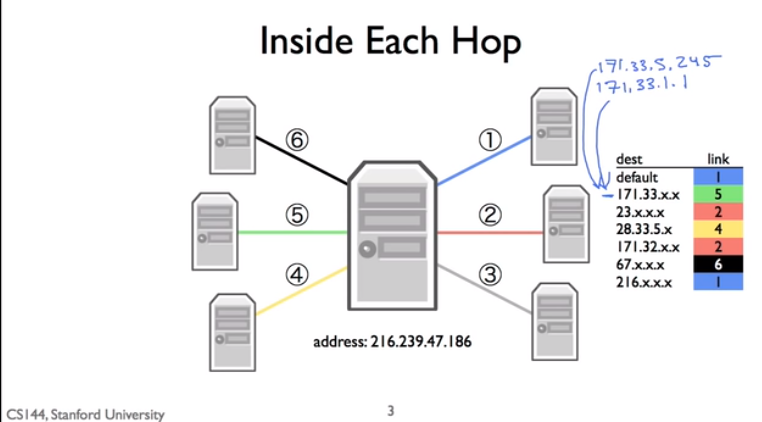 Inside Each Hop
171.33.5.245
171.33.1.1
⑥
①
⑤
②
④
③
dest link
default 1
171.33.x.x 5
23.x.x.x 2
28.33.5.x 4
171.32.x.x 2
67.x.x.x 6
216.x.x.x 1
address: 216.239.47.186
CS144, Stanford University
3